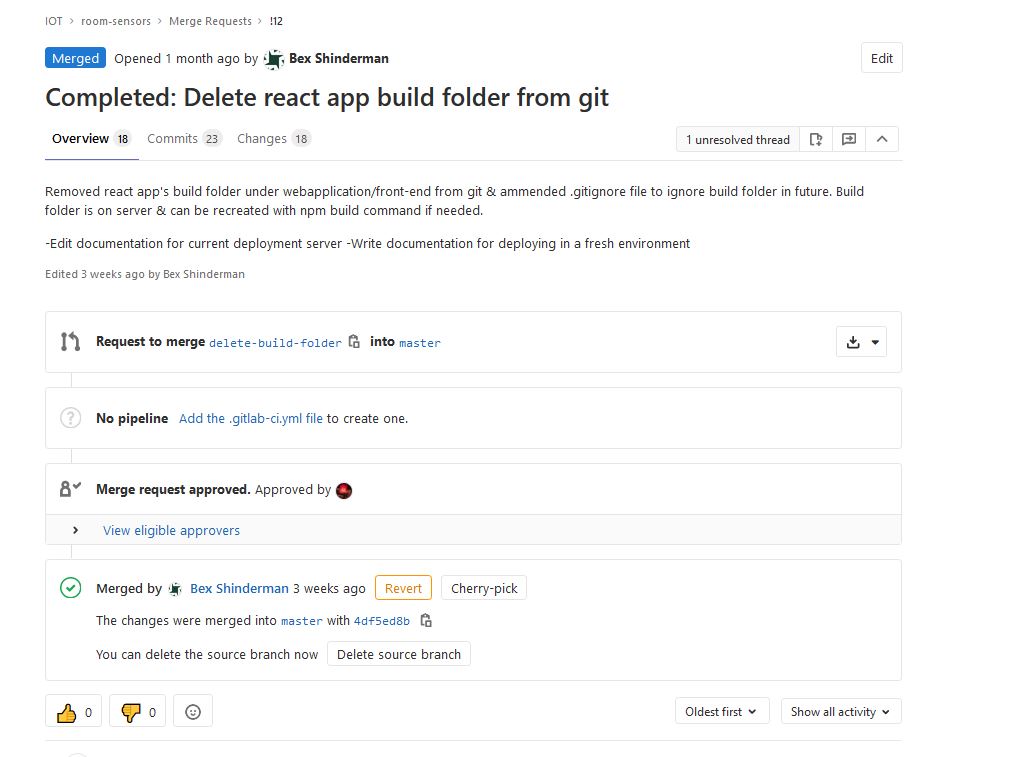 IOT > room-sensors > Merge Requests > !12
Merged Opened 1 month ago by Bex Shinderman Edit
Completed: Delete react app build folder from git
Overview 18 Commits 23 Changes 18 1 unresolved thread
Removed react app's build folder under webapplication/front-end from git & ammended .gitignore file to ignore build folder in future. Build
folder is on server & can be recreated with npm build command if needed.
-Edit documentation for current deployment server -Write documentation for deploying in a fresh environment
Edited 3 weeks ago by Bex Shinderman
Request to merge delete-build-folder into master
No pipeline Add the .gitlab-ci.yml file to create one.
Merge request approved. Approved by
View eligible approvers
Merged by Bex Shinderman 3 weeks ago Revert Cherry-pick
The changes were merged into master with 4df5ed8b
You can delete the source branch now Delete source branch
0 0 Oldest first Show all activity